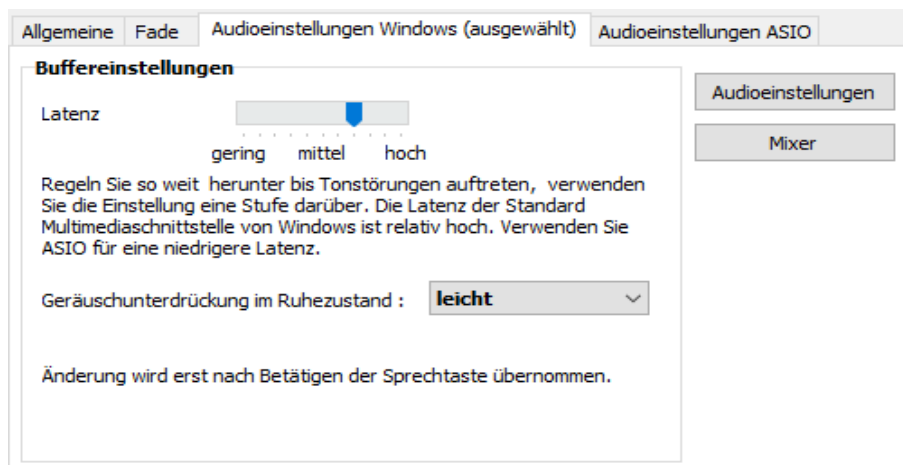 Allgemeine Fade Audioeinstellungen Windows (ausgewählt) Audioeinstellungen ASIO
Buffereinstellungen
Latenz
gering mittel hoch
Regeln Sie so weit herunter bis Tonstörungen auftreten, verwenden
Sie die Einstellung eine Stufe darüber. Die Latenz der Standard
Multimediaschnittstelle von Windows ist relativ hoch. Verwenden Sie
ASIO für eine niedrigere Latenz.
Geräuschunterdrückung im Ruhezustand : leicht
Änderung wird erst nach Betätigen der Sprechtaste übernommen.
Audioeinstellungen
Mixer